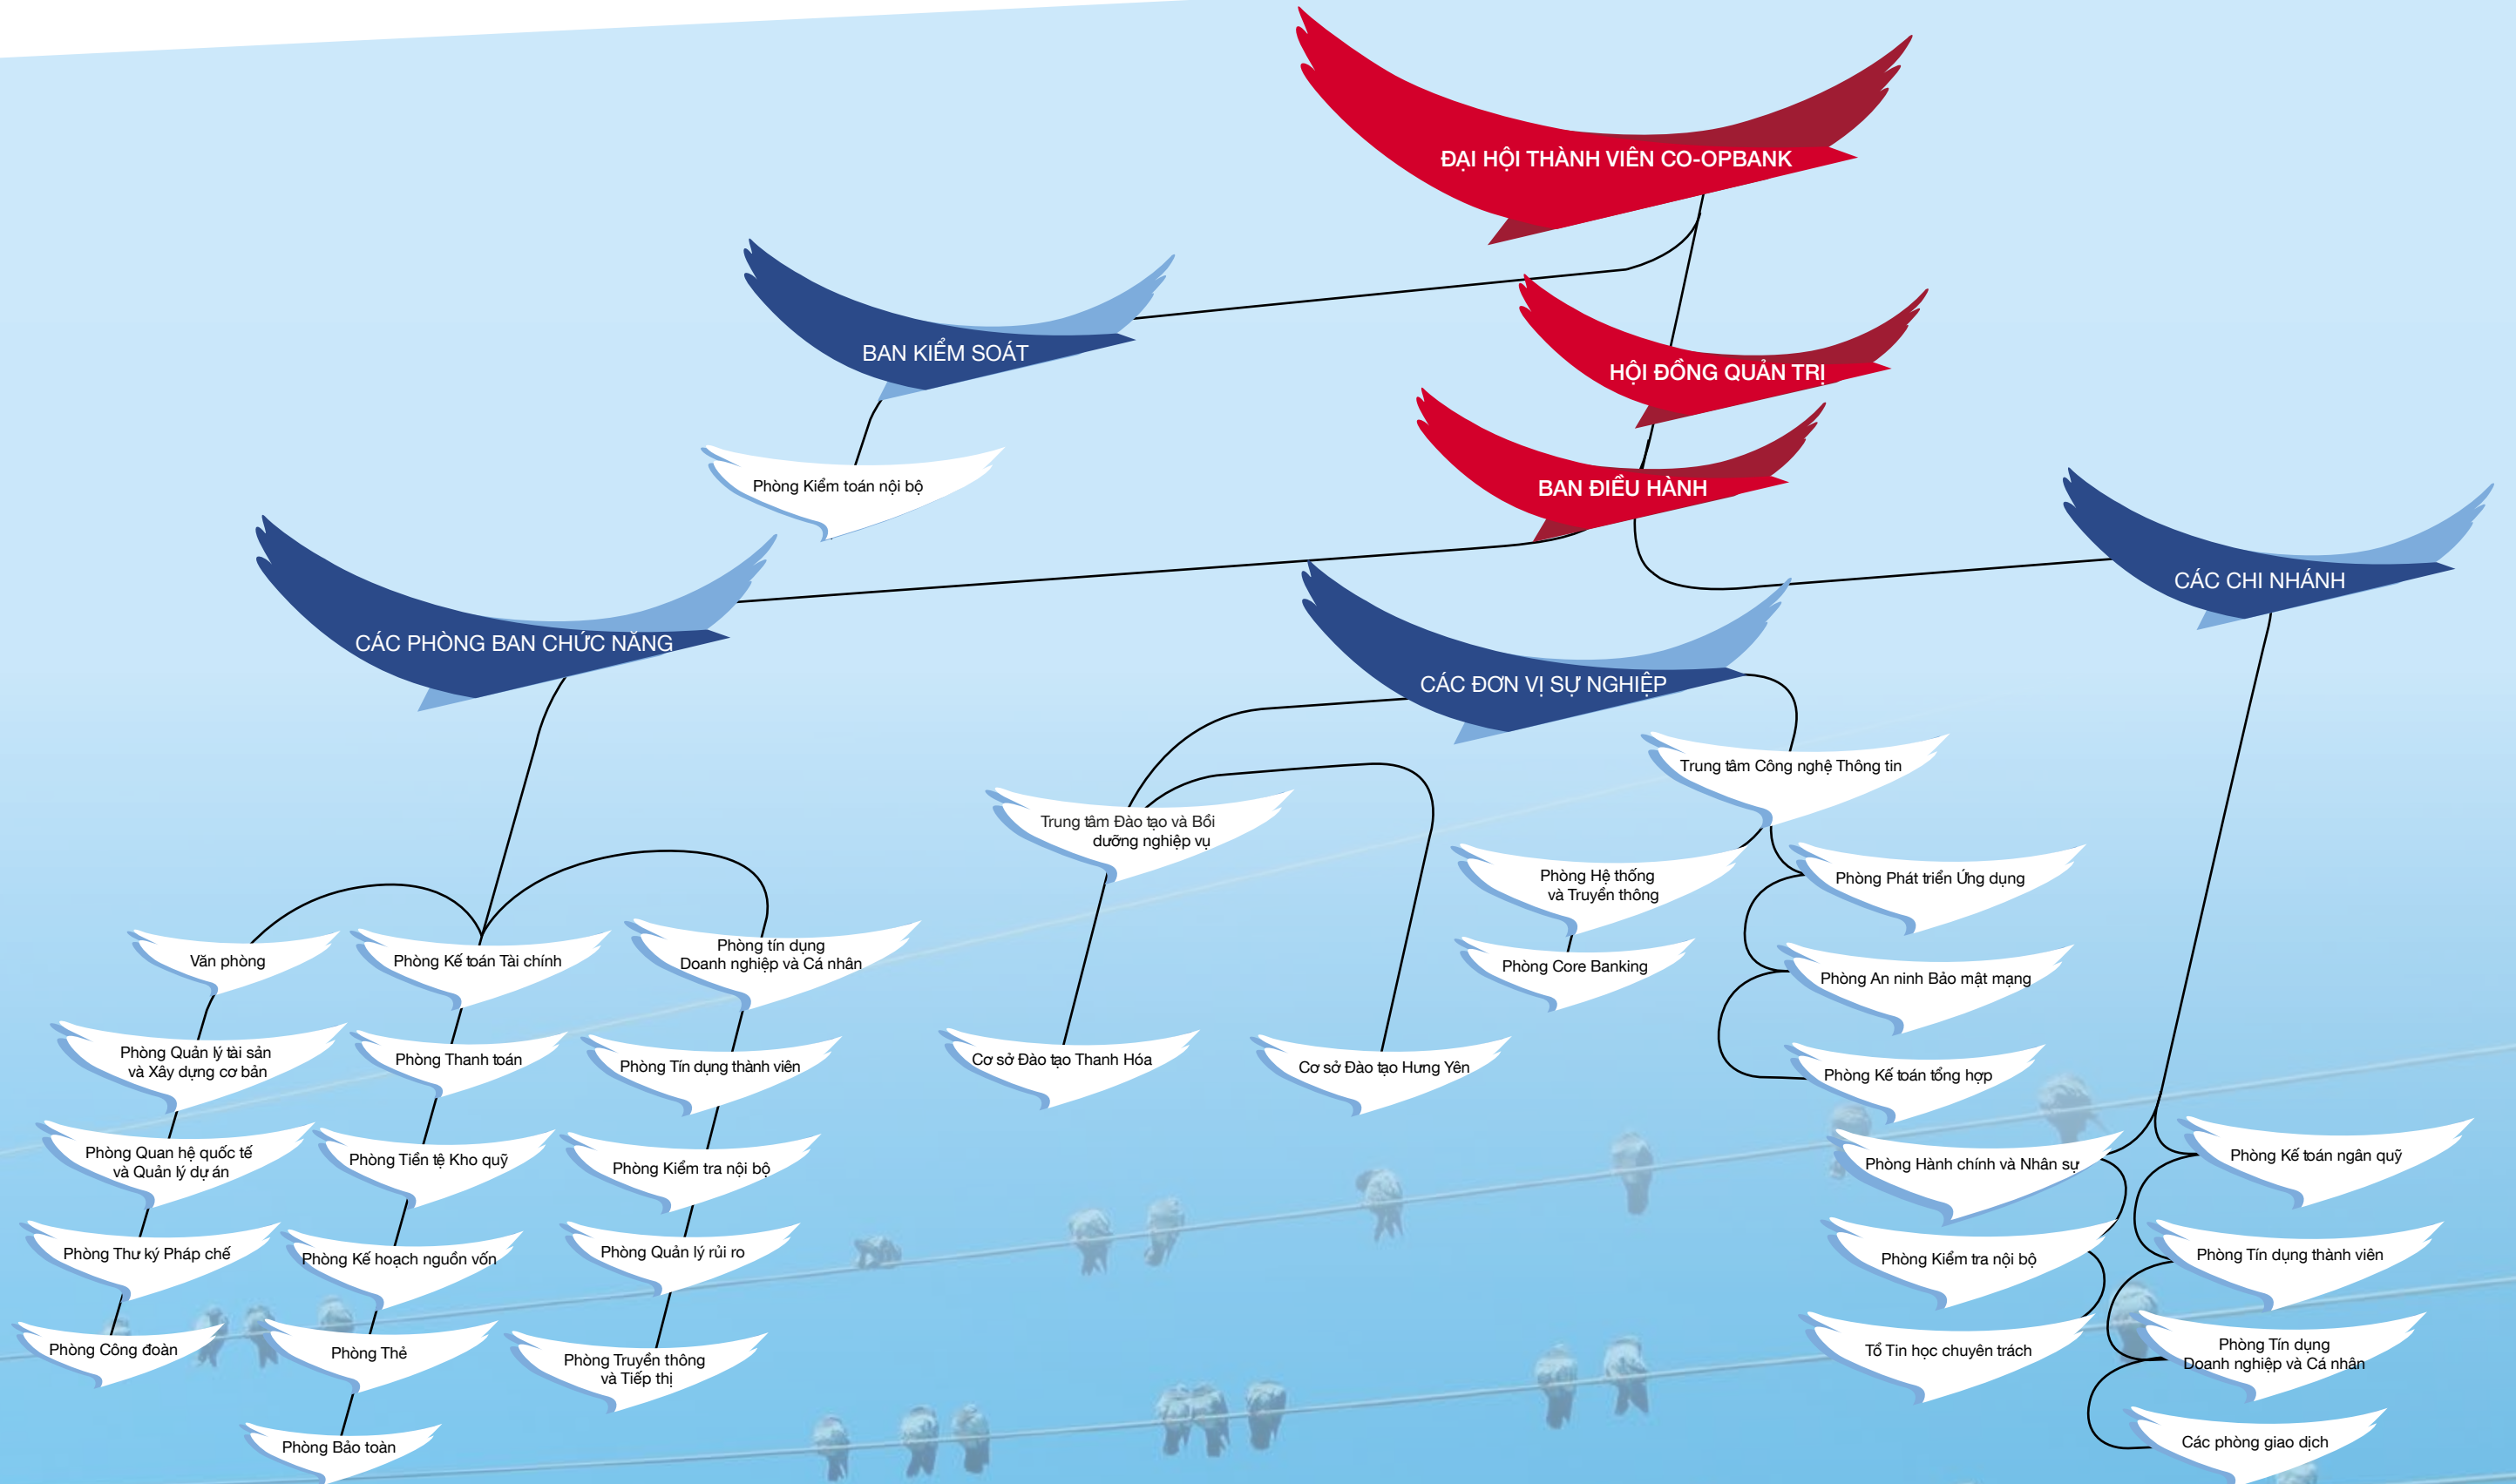 ĐẠI HỘI THÀNH VIÊN CO-OPBANK
BAN KIỂM SOÁT
HỘI ĐỒNG QUẢN TRỊ
Phòng Kiểm toán nội bộ
BAN ĐIỀU HÀNH
CÁC CHI NHÁNH
CÁC PHÒNG BAN CHỨC NĂNG
CÁC ĐƠN VỊ SỰ NGHIỆP
Văn phòng
Phòng Quản lý tài sản
và Xây dựng cơ bản
Phòng Quan hệ quốc tế
và Quản lý dự án
Phòng Thư ký Pháp chế
Phòng Công đoàn
Phòng Kế toán Tài chính
Phòng Thanh toán
Phòng Tiền tệ Kho quỹ
Phòng Kế hoạch nguồn vốn
Phòng Thẻ
Phòng Bảo toàn
Phòng tín dụng
Doanh nghiệp và Cá nhân
Phòng Tín dụng thành viên
Phòng Kiểm tra nội bộ
Phòng Quản lý rủi ro
Phòng Truyền thông
và Tiếp thị
Trung tâm Đào tạo và Bồi
dưỡng nghiệp vụ
Cơ sở Đào tạo Thanh Hóa
Cơ sở Đào tạo Hưng Yên
Trung tâm Công nghệ Thông tin
Phòng Hệ thống
và Truyền thông
Phòng Core Banking
Phòng Phát triển Ứng dụng
Phòng An ninh Bảo mật mạng
Phòng Kế toán tổng hợp
Phòng Hành chính và Nhân sự
Phòng Kiểm tra nội bộ
Tổ Tin học chuyên trách
Phòng Kế toán ngân quỹ
Phòng Tín dụng thành viên
Phòng Tín dụng
Doanh nghiệp và Cá nhân
Các phòng giao dịch